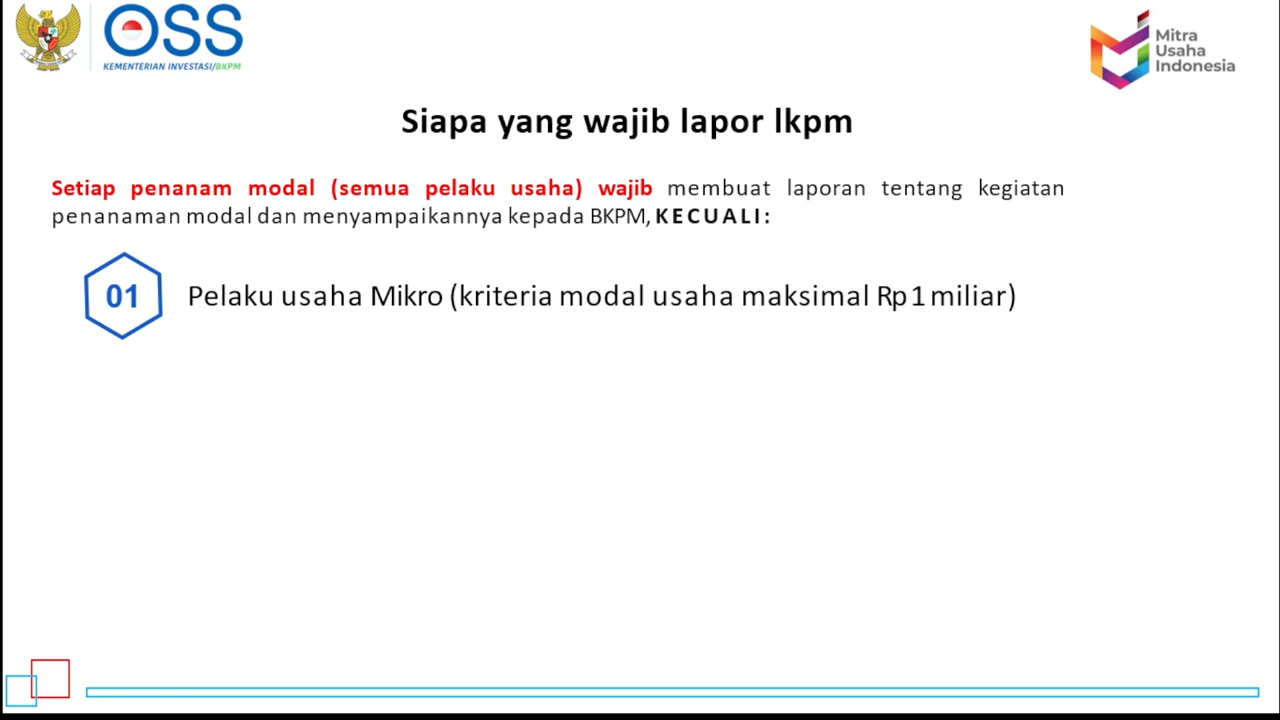 OSS
KEMENTERIAN INVESTASI/BKPM
Mitra
Usaha
Indonesia
Siapa yang wajib lapor lkpm
Setiap penanam modal (semua pelaku usaha) wajib membuat laporan tentang kegiatan
penanaman modal dan menyampaikannya kepada BKPM, KECUALI:
01 Pelaku usaha Mikro (kriteria modal usaha maksimal Rp 1 miliar)